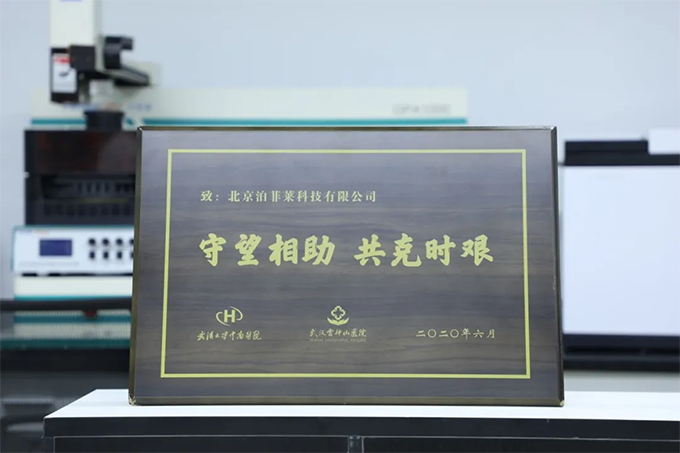 致：北京泊菲莱科技有限公司
守望相助 共克时艰
武汉大学中南医院
武汉雷神山医院
二〇二〇年六月